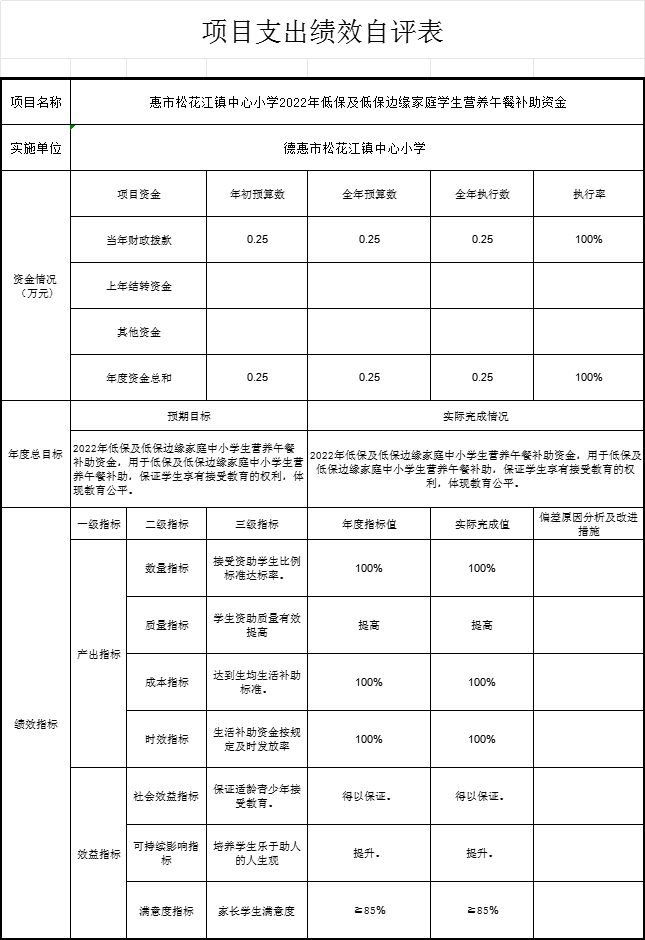 项目支出绩效自评表
项目名称 惠市松花江镇中心小学2022年低保及低保边缘家庭学生营养午餐补助资金
实施单位 德惠市松花江镇中心小学
资金情况
（万元）
项目资金 年初预算数 全年预算数 全年执行数 执行率
当年财政拨款 0.25 0.25 0.25 100%
上年结转资金
其他资金
年度资金总和 0.25 0.25 0.25 100%
年度总目标
预期目标 实际完成情况
2022年低保及低保边缘家庭中小学生营养午餐
补助资金，用于低保及低保边缘家庭中小学生营
养午餐补助，保证学生享有接受教育的权利，体
现教育公平。
2022年低保及低保边缘家庭中小学生营养午餐补助资金，用于低保及
低保边缘家庭中小学生营养午餐补助，保证学生享有接受教育的权
利，体现教育公平。
绩效指标
一级指标 二级指标 三级指标 年度指标值 实际完成值 偏差原因分析及改进
措施
产出指标
数量指标 接受资助学生比例
标准达标率。 100% 100%
质量指标 学生资助质量有效
提高 提高 提高
成本指标 达到生均生活补助
标准。 100% 100%
时效指标 生活补助资金按规
定及时发放率 100% 100%
效益指标
社会效益指标 保证适龄青少年接
受教育。 得以保证。 得以保证。
可持续影响指
标 培养学生乐于助人
的人生观 提升。 提升。
满意度指标 家长学生满意度 ≧85% ≧85%